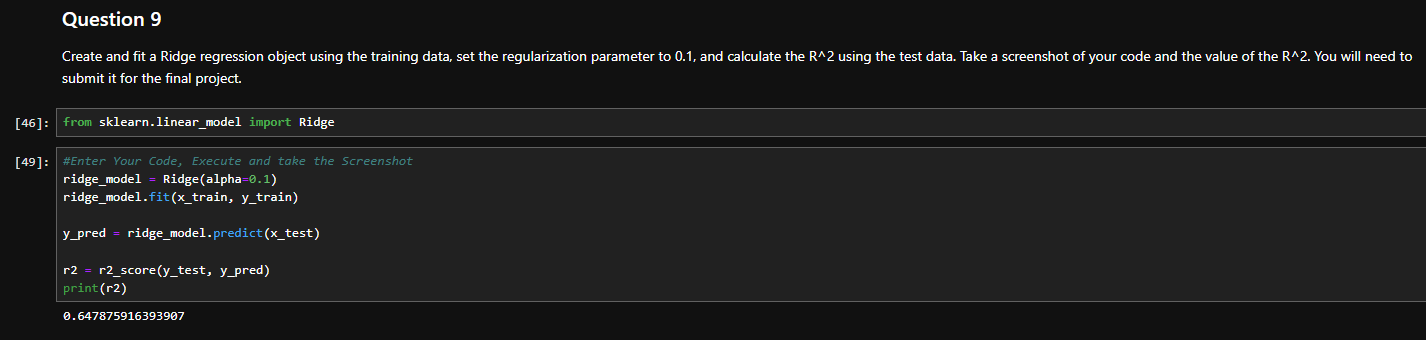 Question 9
Create and fit a Ridge regression object using the training data, set the regularization parameter to 0.1, and calculate the R^2 using the test data. Take a screenshot of your code and the value of the R^2. You will need to
submit it for the final project.
[46]: from sklearn.linear_model import Ridge
[49]: #Enter Your Code, Execute and take the Screenshot
ridge_model = Ridge(alpha=0.1)
ridge_model.fit(x_train, y_train)
y_pred = ridge_model.predict(x_test)
r2 = r2_score(y_test, y_pred)
print(r2)
0.647875916393907